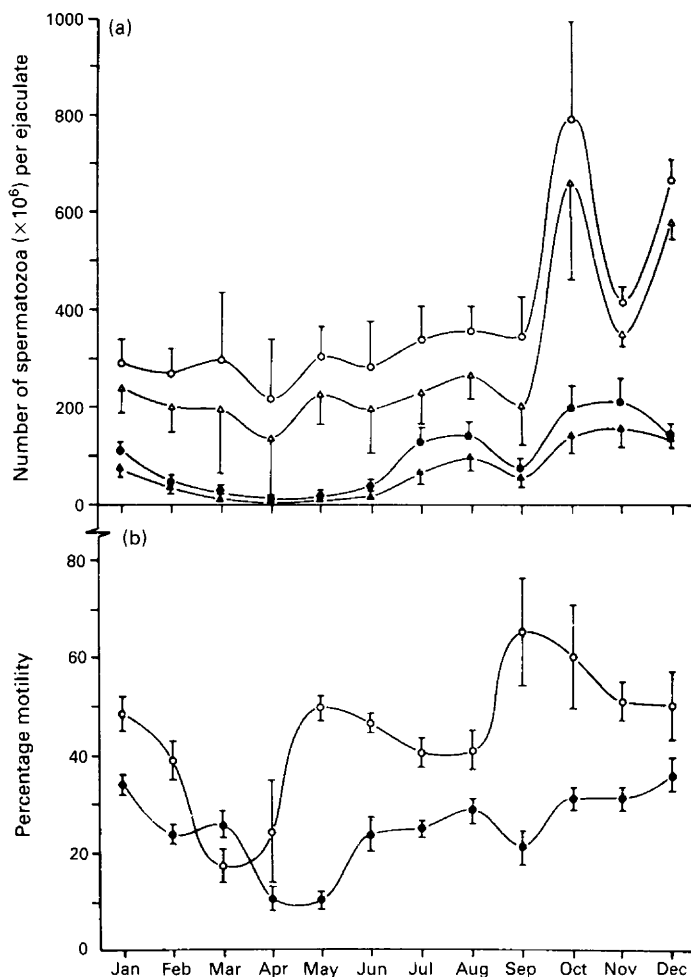 (a)
Number of spermatozoa (×10⁶) per ejaculate
1000
800
600
400
200
0
(b)
Percentage motility
80
60
40
20
0
Jan Feb Mar Apr May Jun Jul Aug Sep Oct Nov Dec